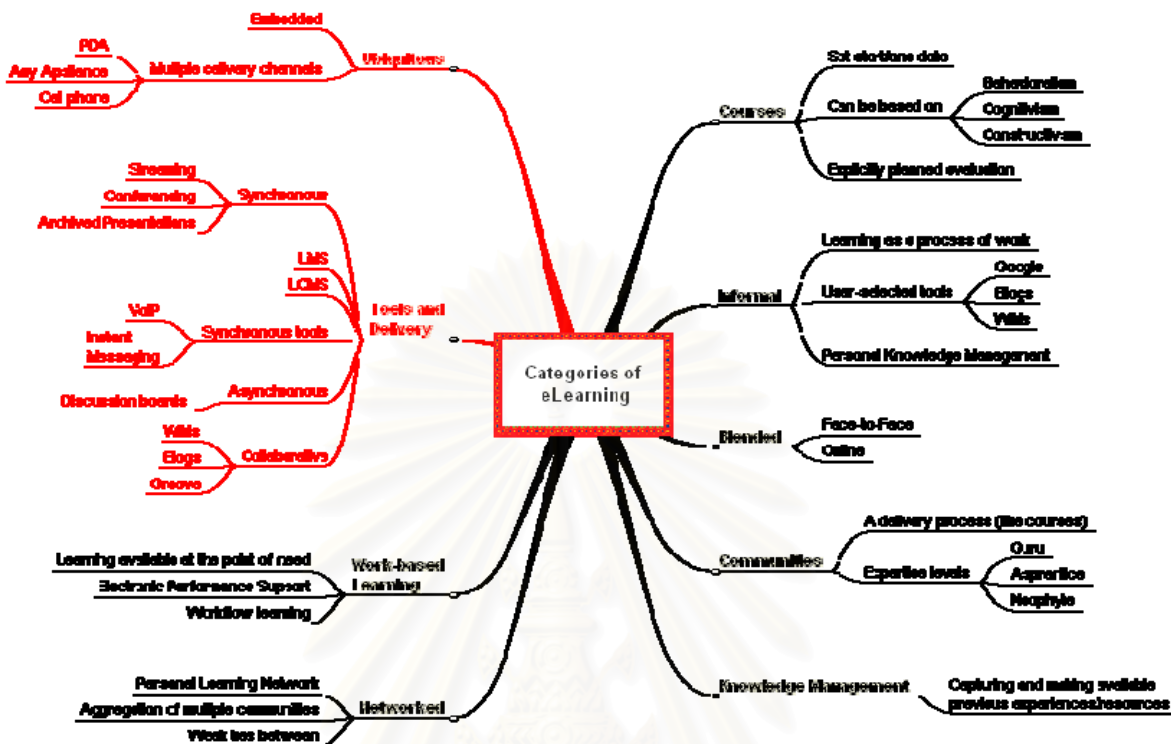 Categories of
eLearning
Courses
Set start/end date
Can be based on
Behavioralism
Cognitivism
Constructivism
Explicitly planned evaluation
Informal
Learning as a process of work
User-selected tools
Google
Blogs
Wikis
Personal Knowledge Management
Blended
Face-to-Face
Online
Communities
A delivery process (like courses)
Expertise levels
Guru
Apprentice
Neophyte
Knowledge Management
Capturing and making available
previous experiences/resources
Ubiquitous
Embedded
Multiple delivery channels
PDA
Any Appliance
Cell phone
Tools and
Delivery
Synchronous
Streaming
Conferencing
Archived Presentations
LMS
LCMS
Synchronous tools
VoIP
Instant
Messaging
Asynchronous
Discussion boards
Collaborative
Wikis
Blogs
Groove
Work-based
Learning
Learning available at the point of need
Electronic Performance Support
Workflow learning
Networked
Personal Learning Network
Aggregation of multiple communities
Weak ties between